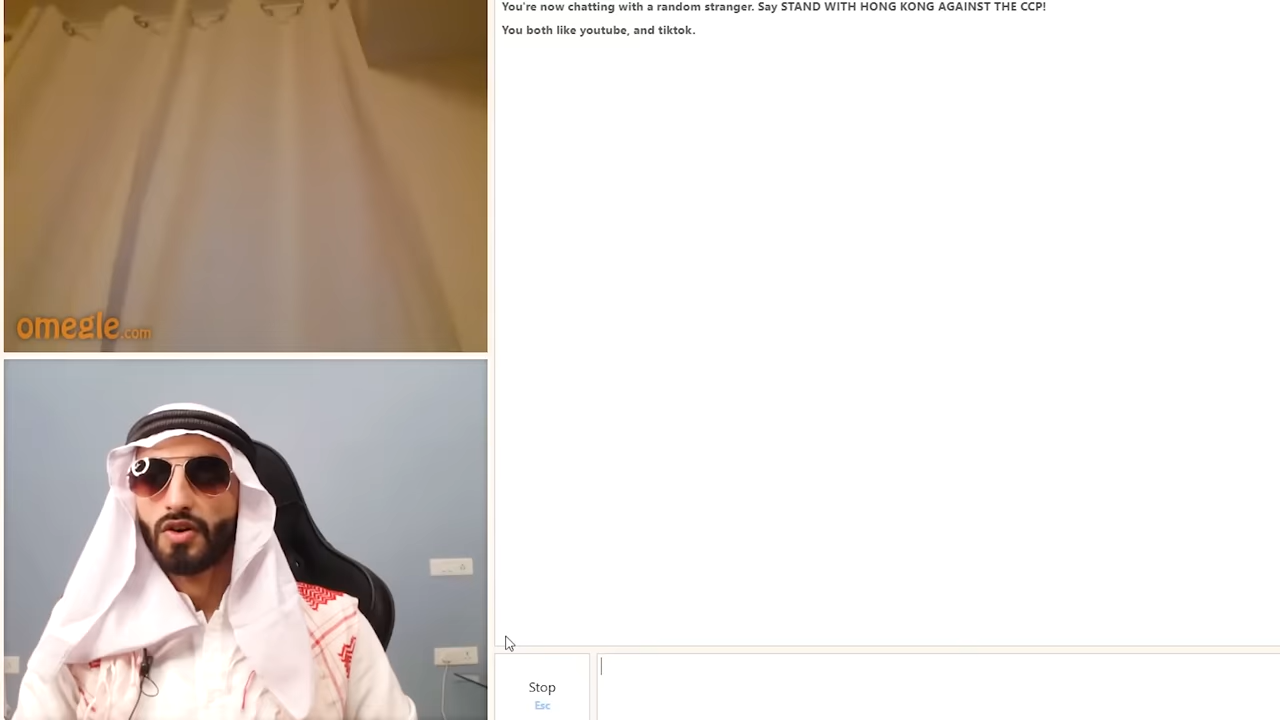 You're now chatting with a random stranger. Say STAND WITH HONG KONG AGAINST THE CCP!
You both like youtube, and tiktok.
omegle.com
Stop
Esc